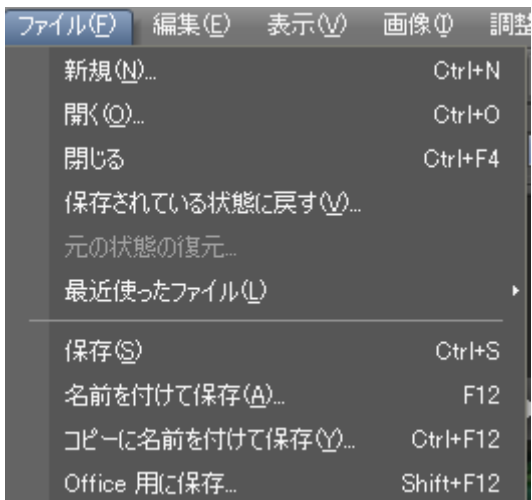 ファイル(F) 編集(E) 表示(V) 画像(I) 調整
新規(N)... Ctrl+N
開く(O)... Ctrl+O
閉じる Ctrl+F4
保存されている状態に戻す(V)...
元の状態の復元...
最近使ったファイル(L)
保存(S) Ctrl+S
名前を付けて保存(A)... F12
コピーに名前を付けて保存(Y)... Ctrl+F12
Office 用に保存... Shift+F12